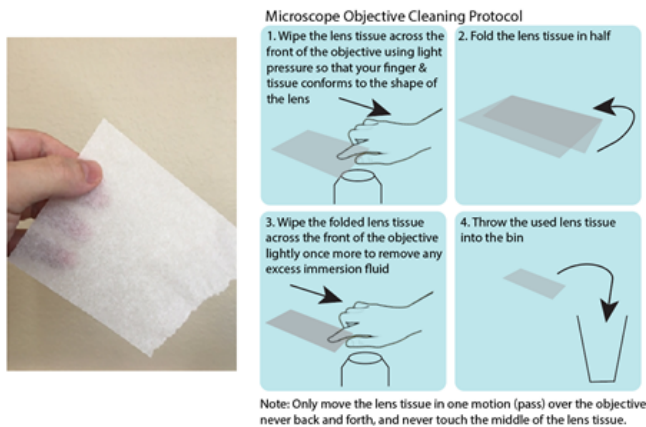 Microscope Objective Cleaning Protocol
1. Wipe the lens tissue across the
front of the objective using light
pressure so that your finger &
tissue conforms to the shape of
the lens
2. Fold the lens tissue in half
3. Wipe the folded lens tissue
across the front of the objective
lightly once more to remove any
excess immersion fluid
4. Throw the used lens tissue
into the bin
Note: Only move the lens tissue in one motion (pass) over the objective
never back and forth, and never touch the middle of the lens tissue.